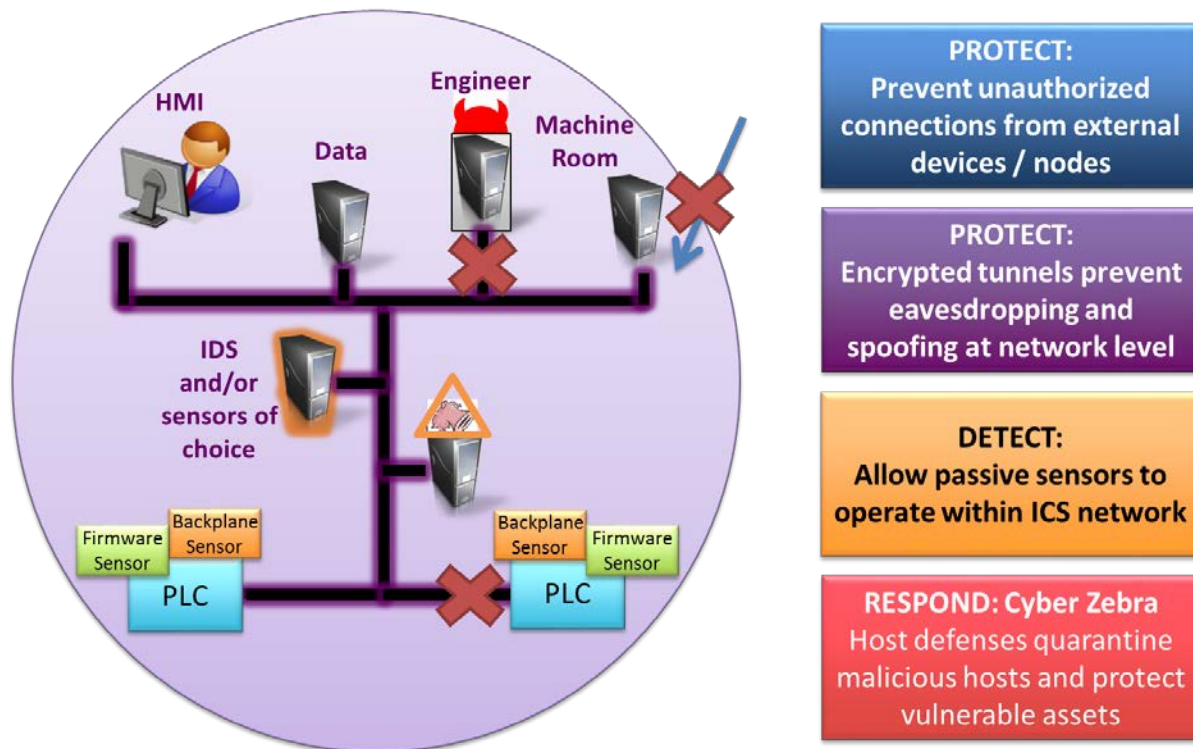 HMI
Data
Engineer
Machine
Room
IDS
and/or
sensors of
choice
Firmware
Sensor
Backplane
Sensor
PLC
Backplane
Sensor
Firmware
Sensor
PLC
PROTECT:
Prevent unauthorized
connections from external
devices / nodes
PROTECT:
Encrypted tunnels prevent
eavesdropping and
spoofing at network level
DETECT:
Allow passive sensors to
operate within ICS network
RESPOND: Cyber Zebra
Host defenses quarantine
malicious hosts and protect
vulnerable assets